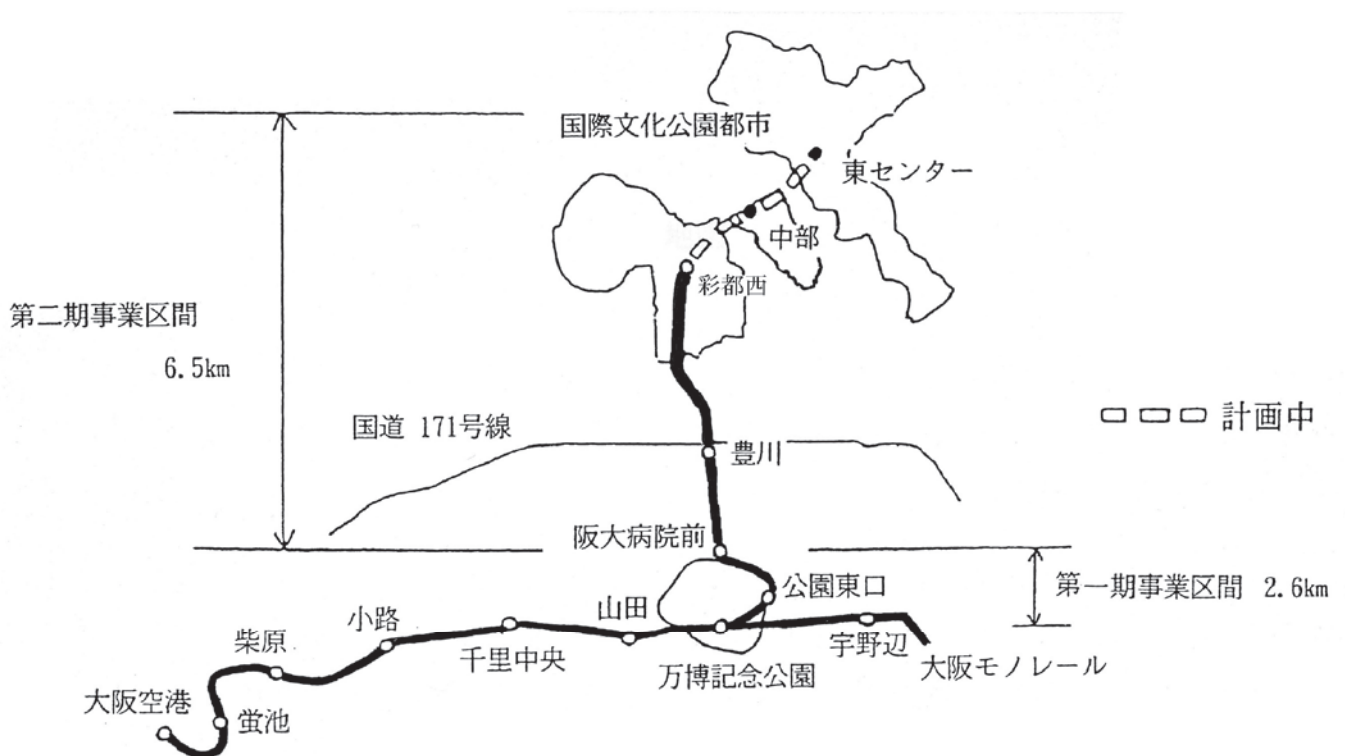 国際文化公園都市
東センター
中部
彩都西
第二期事業区間
6.5km
国道 171号線
計画中
豊川
阪大病院前
公園東口
第一期事業区間 2.6km
山田
小路
柴原
千里中央
万博記念公園
宇野辺
大阪モノレール
大阪空港
蛍池